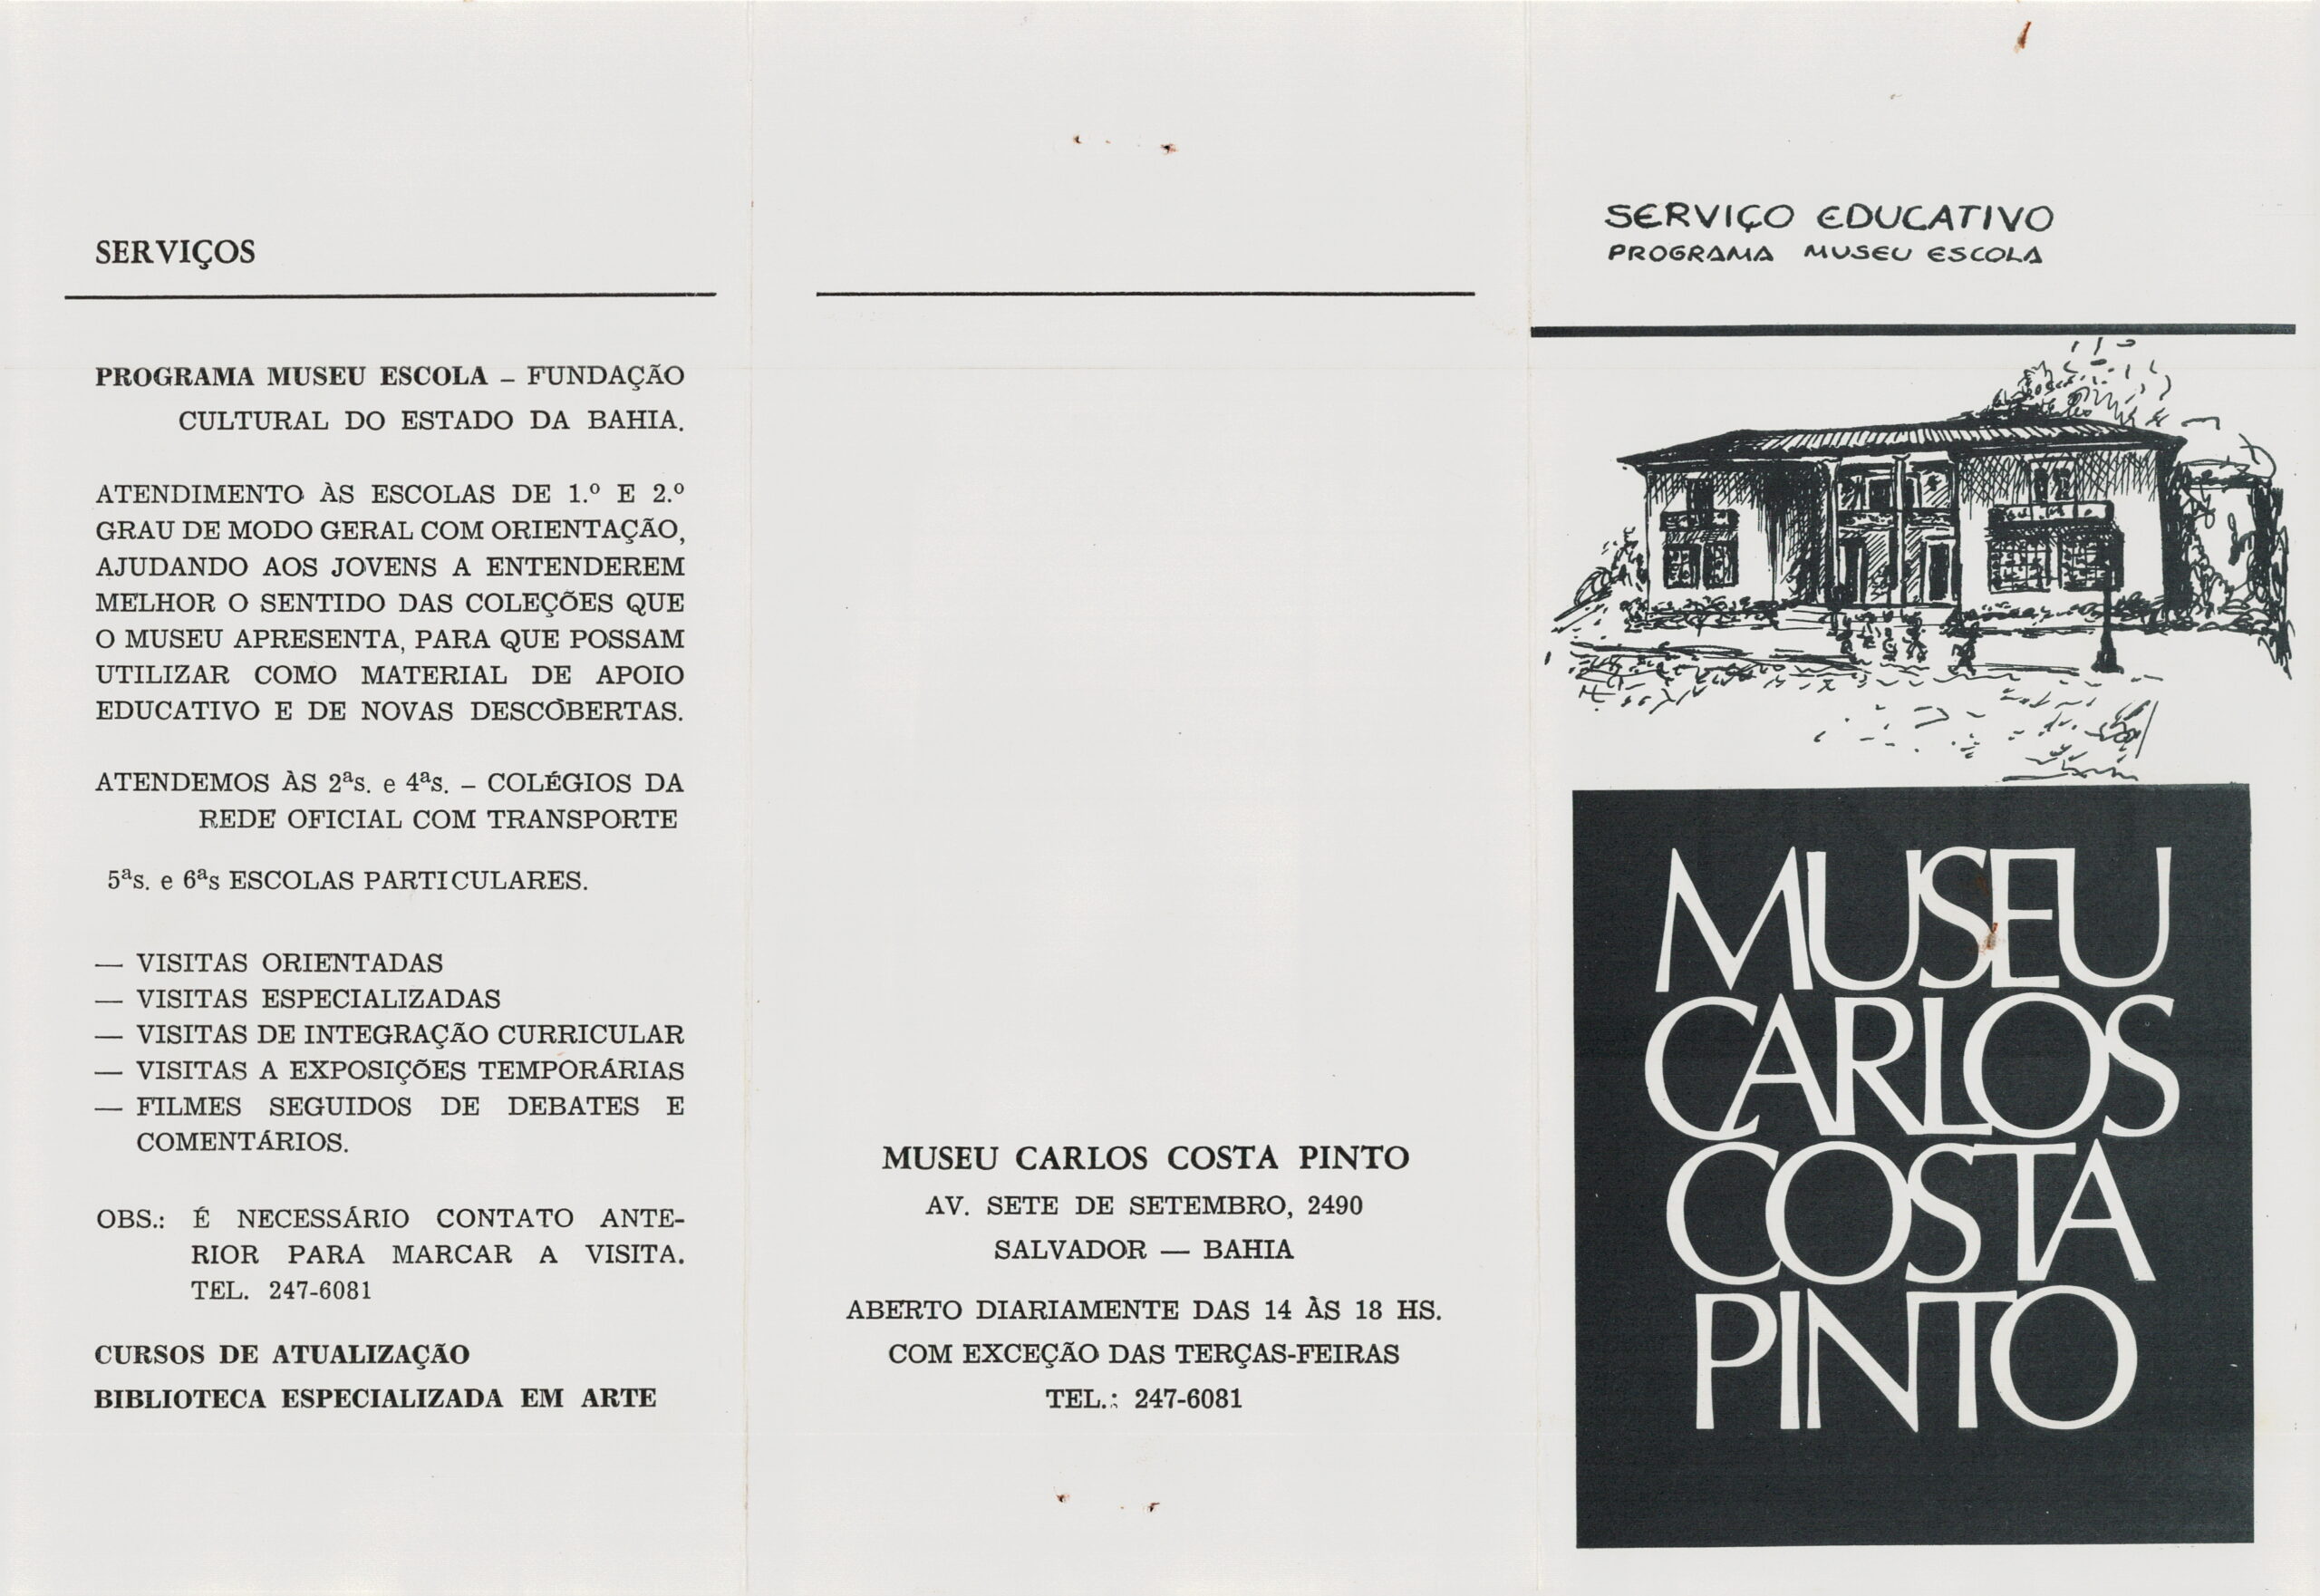 SERVIÇOS
PROGRAMA MUSEU ESCOLA – FUNDAÇÃO
CULTURAL DO ESTADO DA BAHIA.
ATENDIMENTO ÀS ESCOLAS DE 1.º E 2.º
GRAU DE MODO GERAL COM ORIENTAÇÃO,
AJUDANDO AOS JOVENS A ENTENDEREM
MELHOR O SENTIDO DAS COLEÇÕES QUE
O MUSEU APRESENTA, PARA QUE POSSAM
UTILIZAR COMO MATERIAL DE APOIO
EDUCATIVO E DE NOVAS DESCOBERTAS.
ATENDEMOS ÀS 2ªs. e 4ªs. – COLÉGIOS DA
REDE OFICIAL COM TRANSPORTE
5ªs. e 6ªs ESCOLAS PARTICULARES.
— VISITAS ORIENTADAS
— VISITAS ESPECIALIZADAS
— VISITAS DE INTEGRAÇÃO CURRICULAR
— VISITAS A EXPOSIÇÕES TEMPORÁRIAS
— FILMES SEGUIDOS DE DEBATES E
COMENTÁRIOS.
OBS.: É NECESSÁRIO CONTATO ANTE-
RIOR PARA MARCAR A VISITA.
TEL. 247-6081
CURSOS DE ATUALIZAÇÃO
BIBLIOTECA ESPECIALIZADA EM ARTE
MUSEU CARLOS COSTA PINTO
AV. SETE DE SETEMBRO, 2490
SALVADOR — BAHIA
ABERTO DIARIAMENTE DAS 14 ÀS 18 HS.
COM EXCEÇÃO DAS TERÇAS-FEIRAS
TEL.: 247-6081
SERVIÇO EDUCATIVO
PROGRAMA MUSEU ESCOLA
MUSEU
CARLOS
COSTA
PINTO